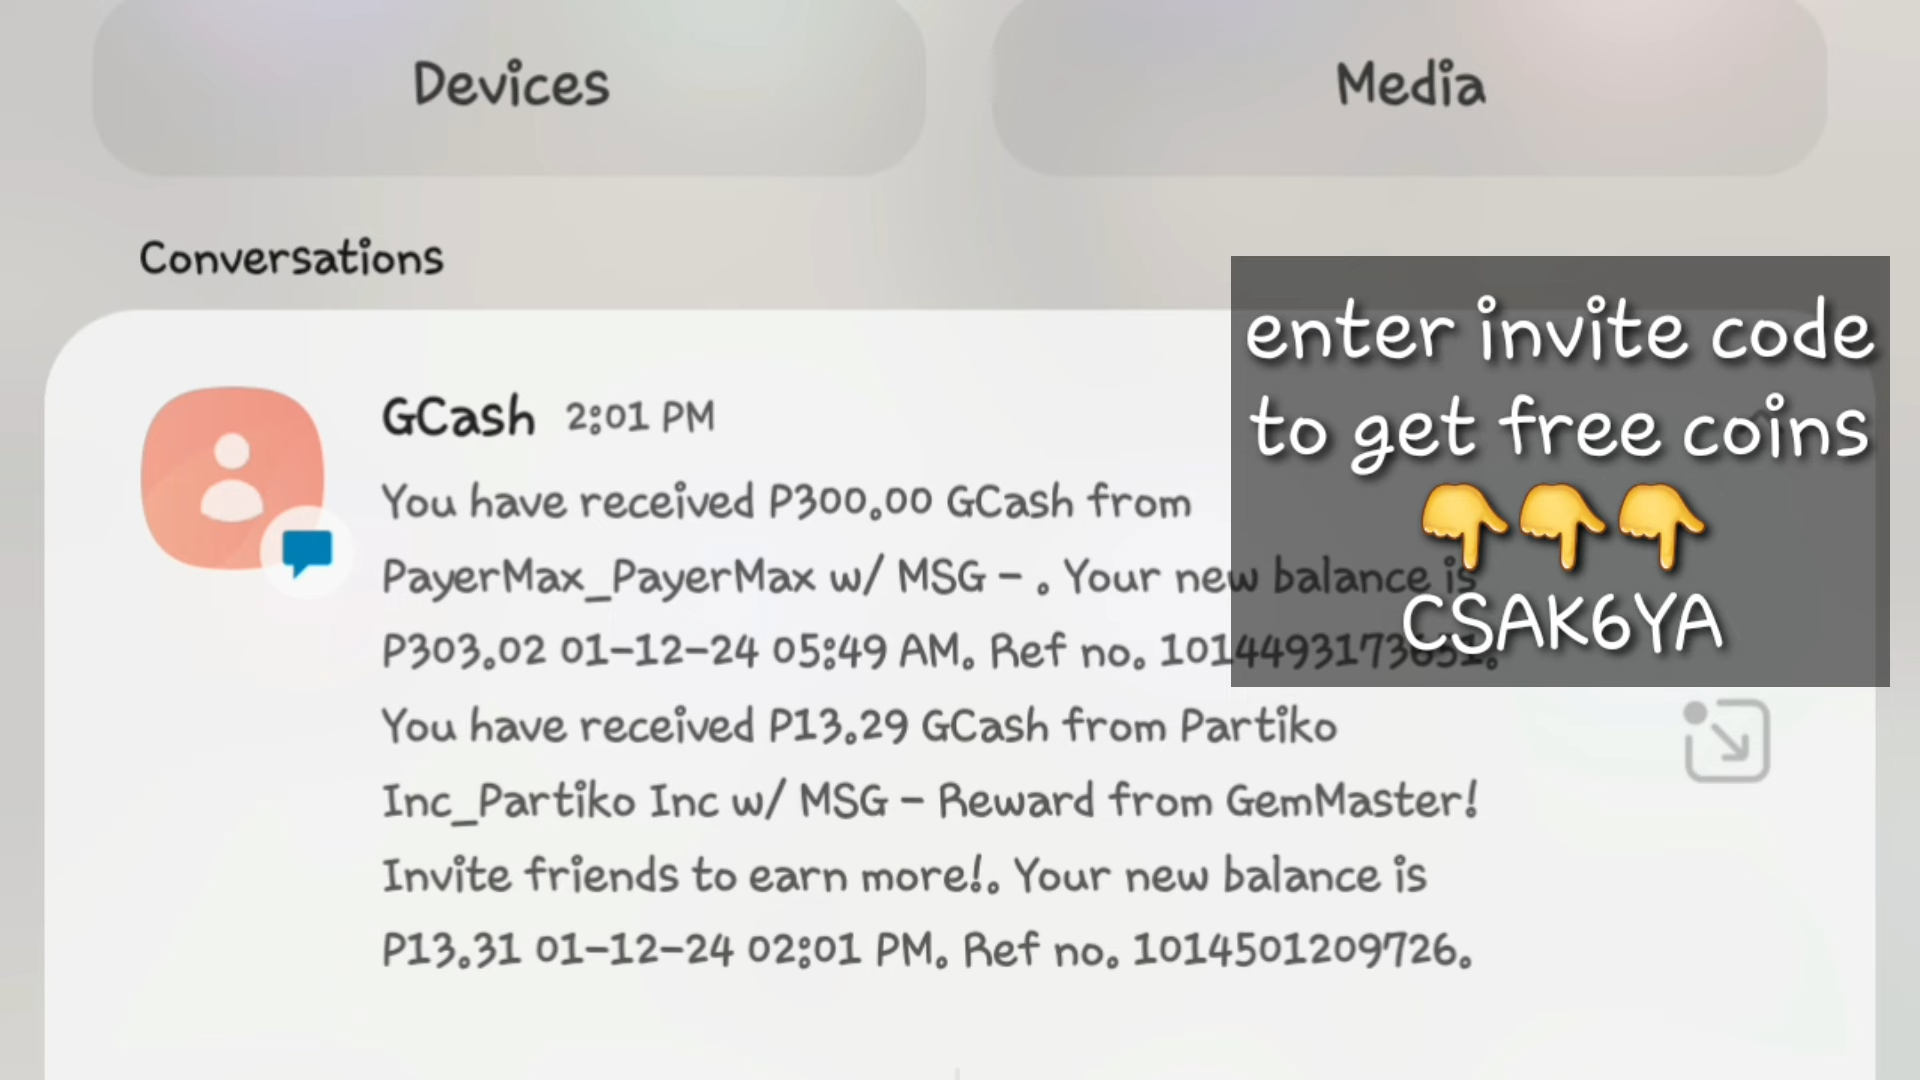 Devices
Media
Conversations
enter invite code
to get free coins
👇👇👇
CSAK6YA
GCash 2:01 PM
You have received P300.00 GCash from
PayerMax_PayerMax w/ MSG - . Your new balance is
P303.02 01-12-24 05:49 AM. Ref no. 1014493173651.
You have received P13.29 GCash from Partiko
Inc_Partiko Inc w/ MSG - Reward from GemMaster!
Invite friends to earn more!. Your new balance is
P13.31 01-12-24 02:01 PM. Ref no. 1014501209726.